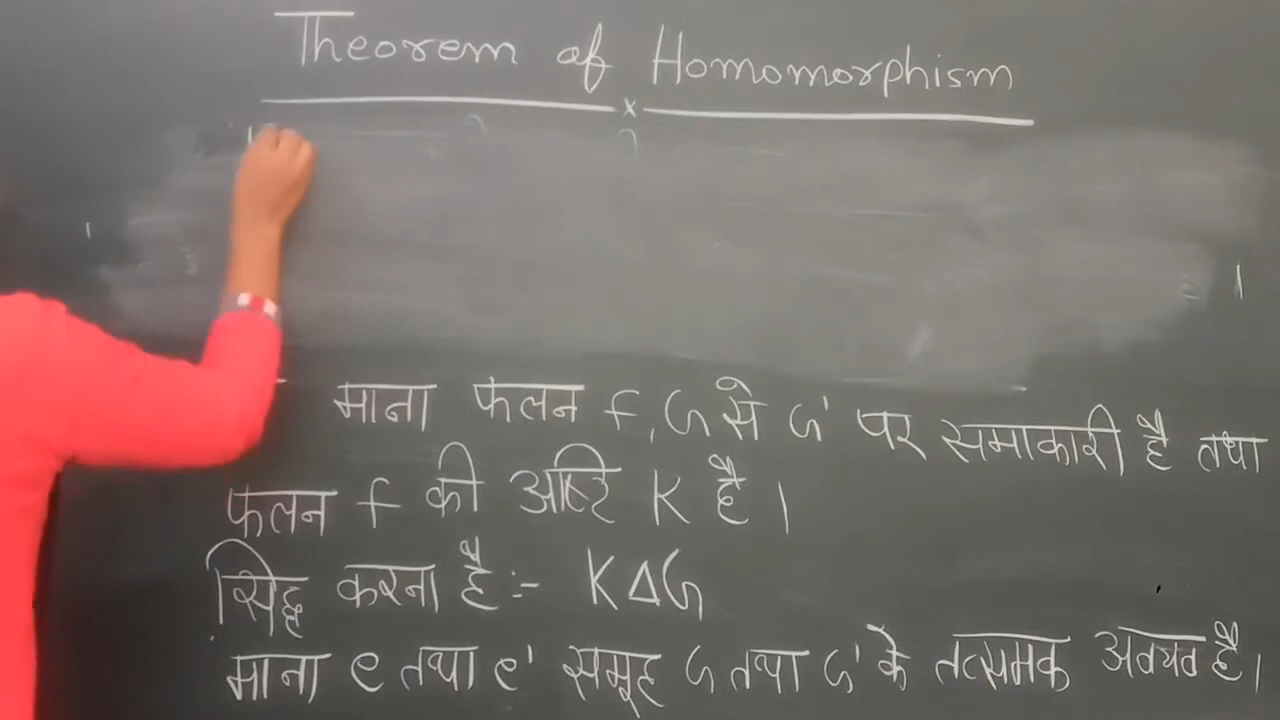 Theorem of Homomorphism
माना फलन f, G से G' पर समाकारी है तथा
फलन f की अष्टि K है।
सिद्ध करना है :- K Δ G
माना e तथा e' समूह G तथा G' के तत्समक अवयव है।